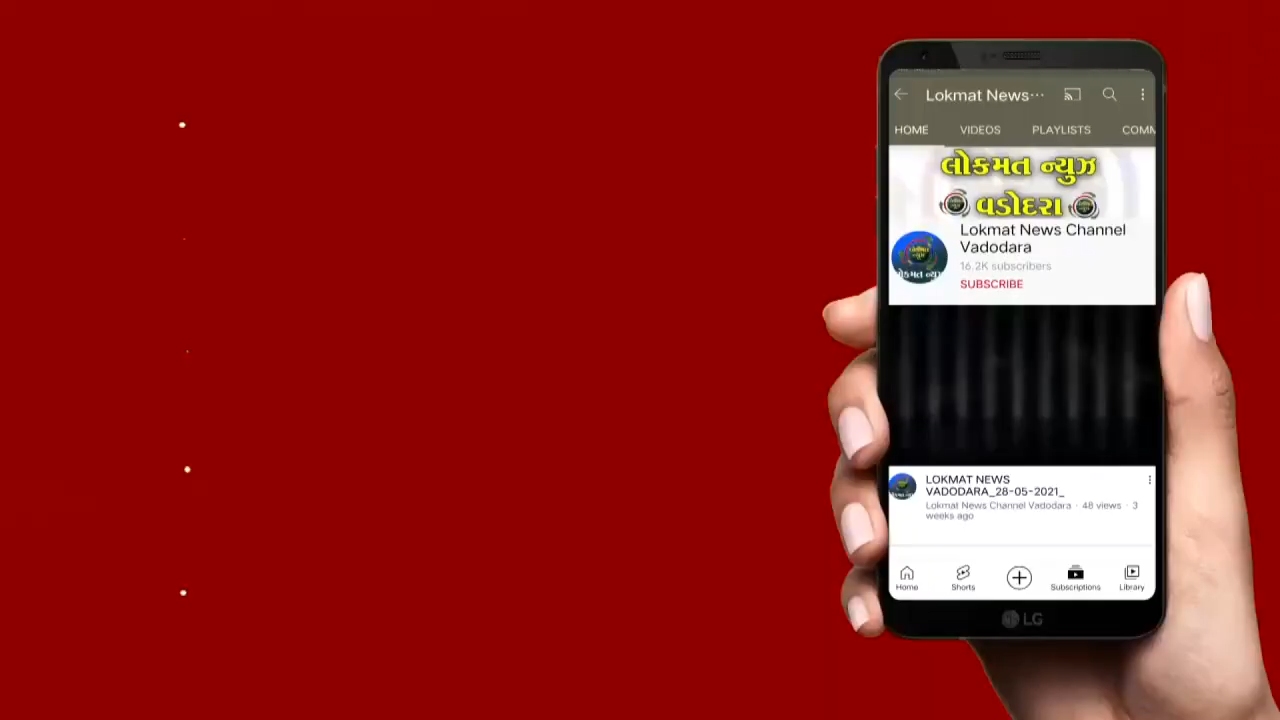 Lokmat News...
HOME VIDEOS PLAYLISTS COMM
લોકમત ન્યુઝ
વડોદરા
Lokmat News Channel
Vadodara
16.2K subscribers
SUBSCRIBE
LOKMAT NEWS
VADODARA_28-05-2021_
Lokmat News Channel Vadodara · 48 views · 3
weeks ago
Home Shorts Subscriptions Library
LG